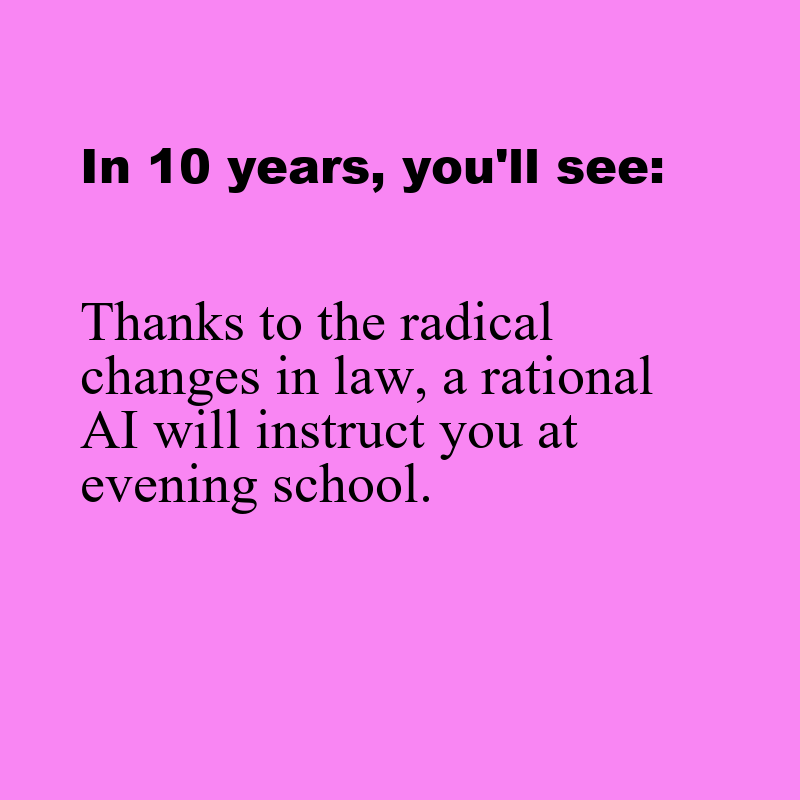 In 10 years, you'll see:
Thanks to the radical
changes in law, a rational
AI will instruct you at
evening school.